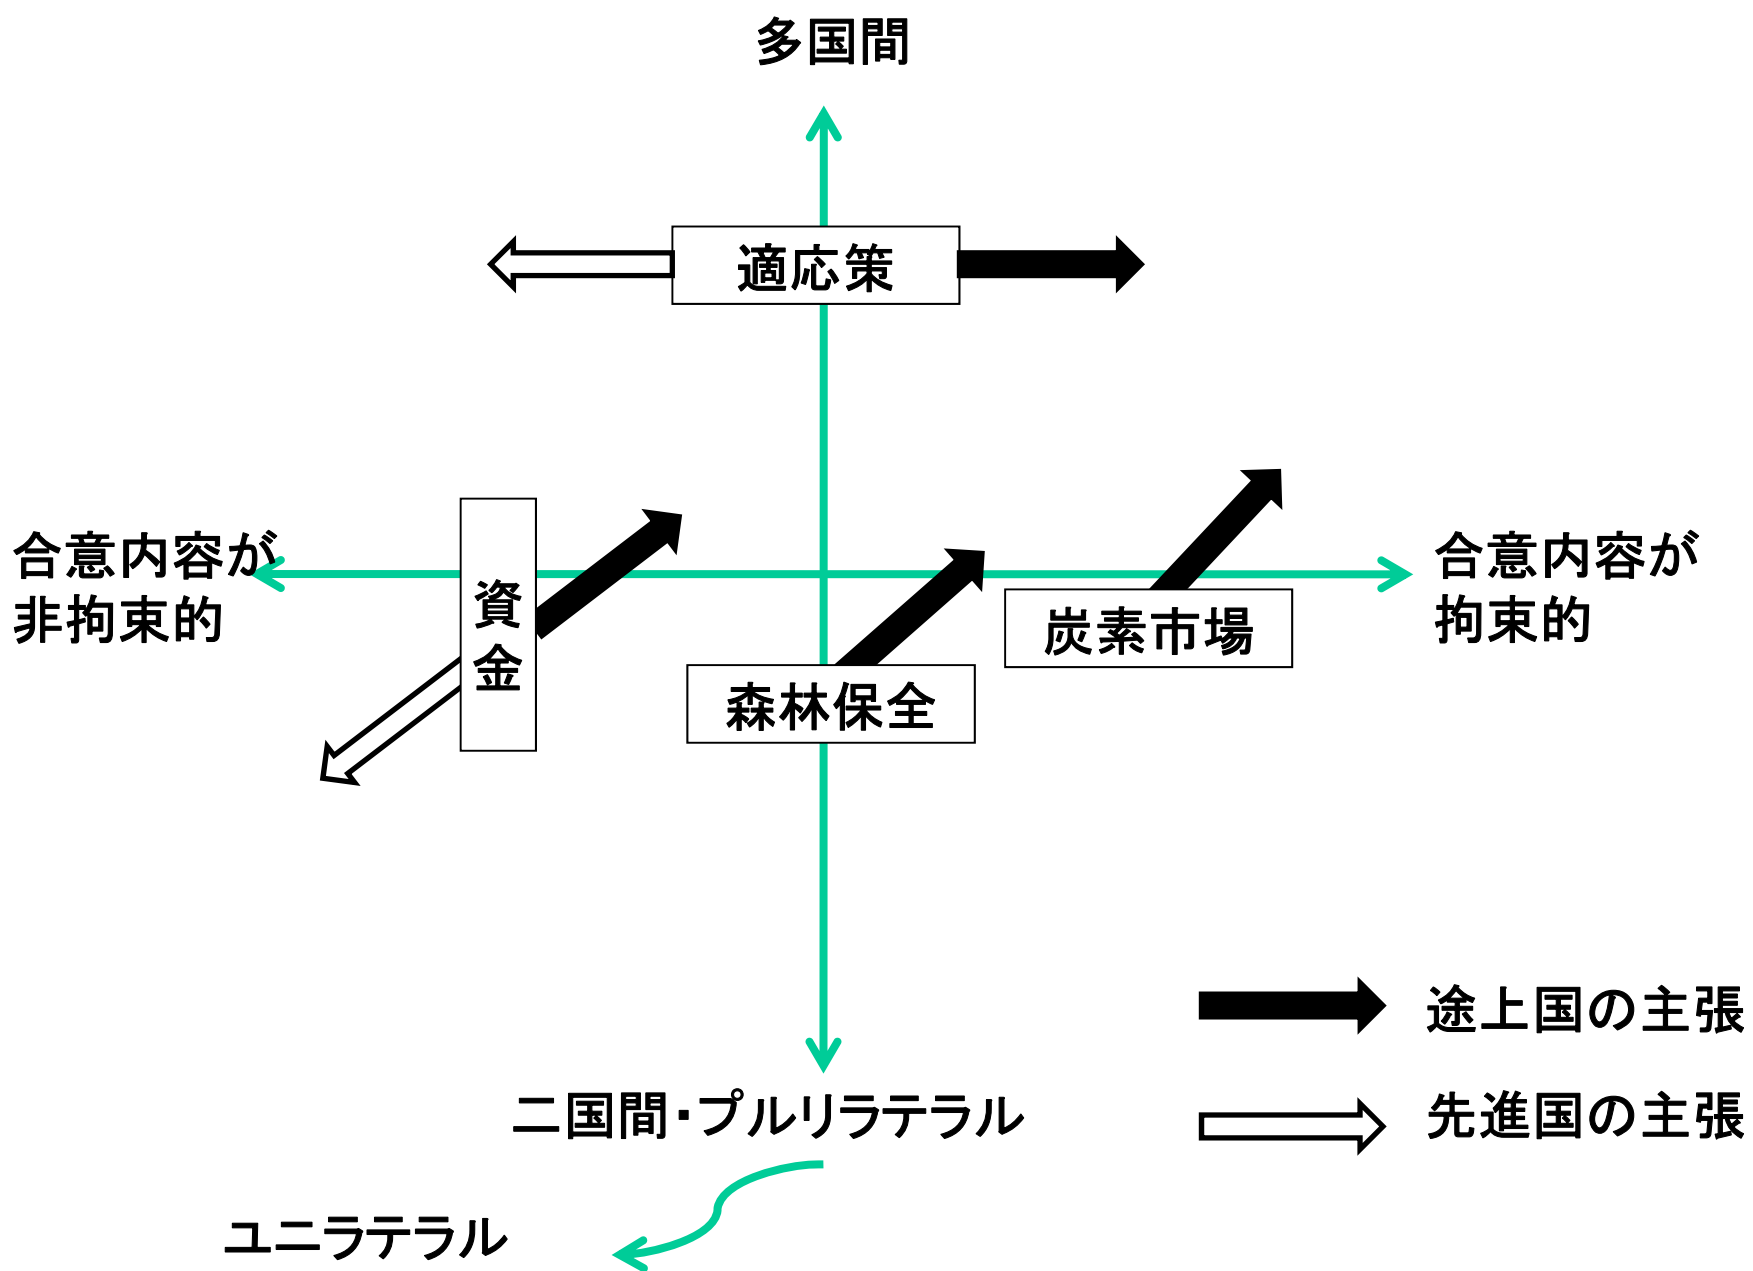 多国間
適応策
合意内容が
非拘束的
資
金
森林保全
炭素市場
合意内容が
拘束的
途上国の主張
先進国の主張
二国間・プルリラテラル
ユニラテラル